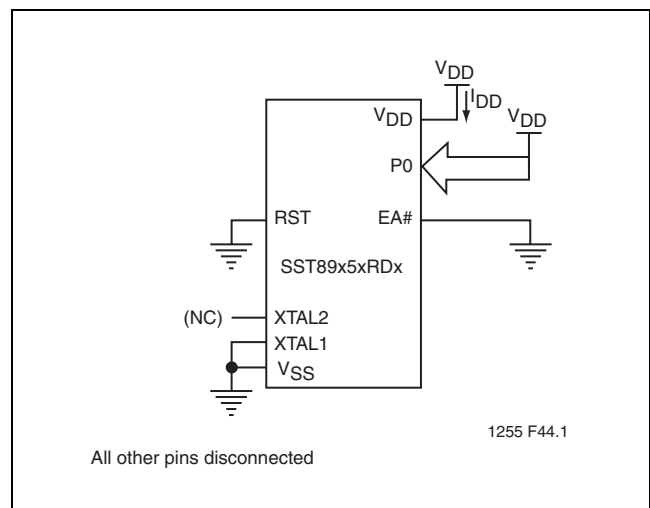 VDD
IDD
VDD
VDD
P0
RST
EA#
SST89x5xRDx
(NC)
XTAL2
XTAL1
VSS
1255 F44.1
All other pins disconnected